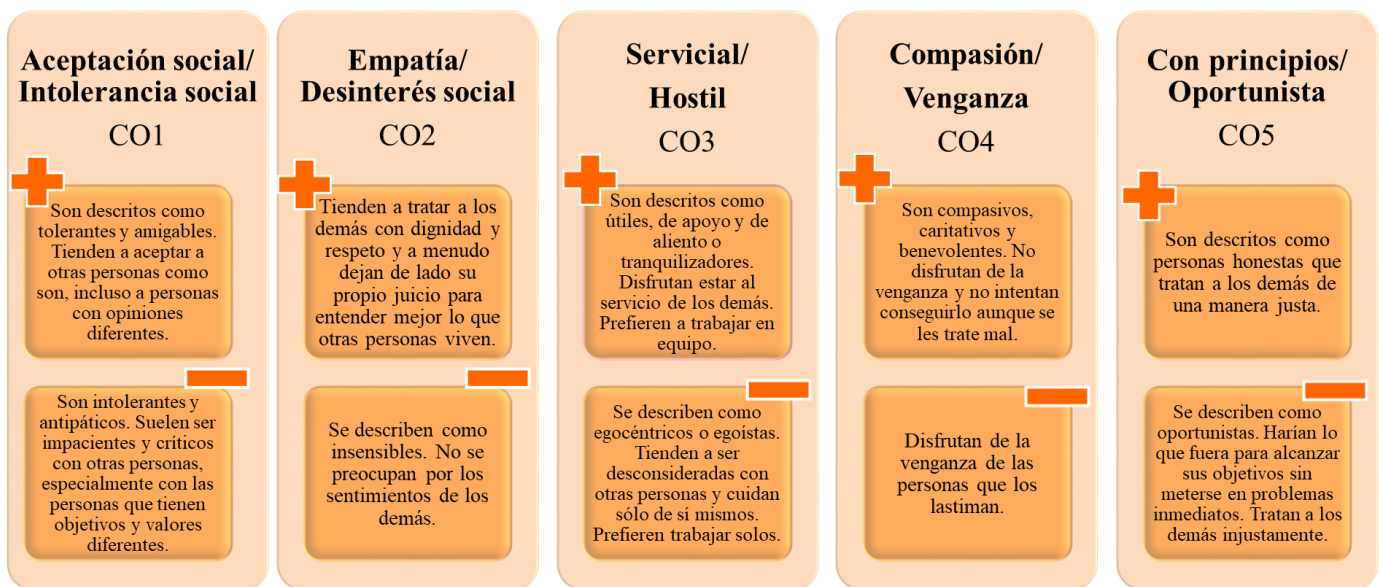 Aceptación social/
Intolerancia social
CO1
Son descritos como
tolerantes y amigables.
Tienden a aceptar a
otras personas como
son, incluso a personas
con opiniones
diferentes.
Son intolerantes y
antipáticos. Suelen ser
impacientes y críticos
con otras personas,
especialmente con las
personas que tienen
objetivos y valores
diferentes.
Empatía/
Desinterés social
CO2
Tienden a tratar a los
demás con dignidad y
respeto y a menudo
dejan de lado su
propio juicio para
entender mejor lo que
otras personas viven.
Se describen como
insensibles. No se
preocupan por los
sentimientos de los
demás.
Servicial/
Hostil
CO3
Son descritos como
útiles, de apoyo y de
aliento o
tranquilizadores.
Disfrutan estar al
servicio de los demás.
Prefieren a trabajar en
equipo.
Se describen como
egocéntricos o egoístas.
Tienden a ser
desconsideradas con
otras personas y cuidan
sólo de sí mismos.
Prefieren trabajar solos.
Compasión/
Venganza
CO4
Son compasivos,
caritativos y
benevolentes. No
disfrutan de la
venganza y no intentan
conseguirlo aunque se
les trate mal.
Disfrutan de la
venganza de las
personas que los
lastiman.
Con principios/
Oportunista
CO5
Son descritos como
personas honestas que
tratan a los demás de
una manera justa.
Se describen como
oportunistas. Harían lo
que fuera para alcanzar
sus objetivos sin
meterse en problemas
inmediatos. Tratan a los
demás injustamente.